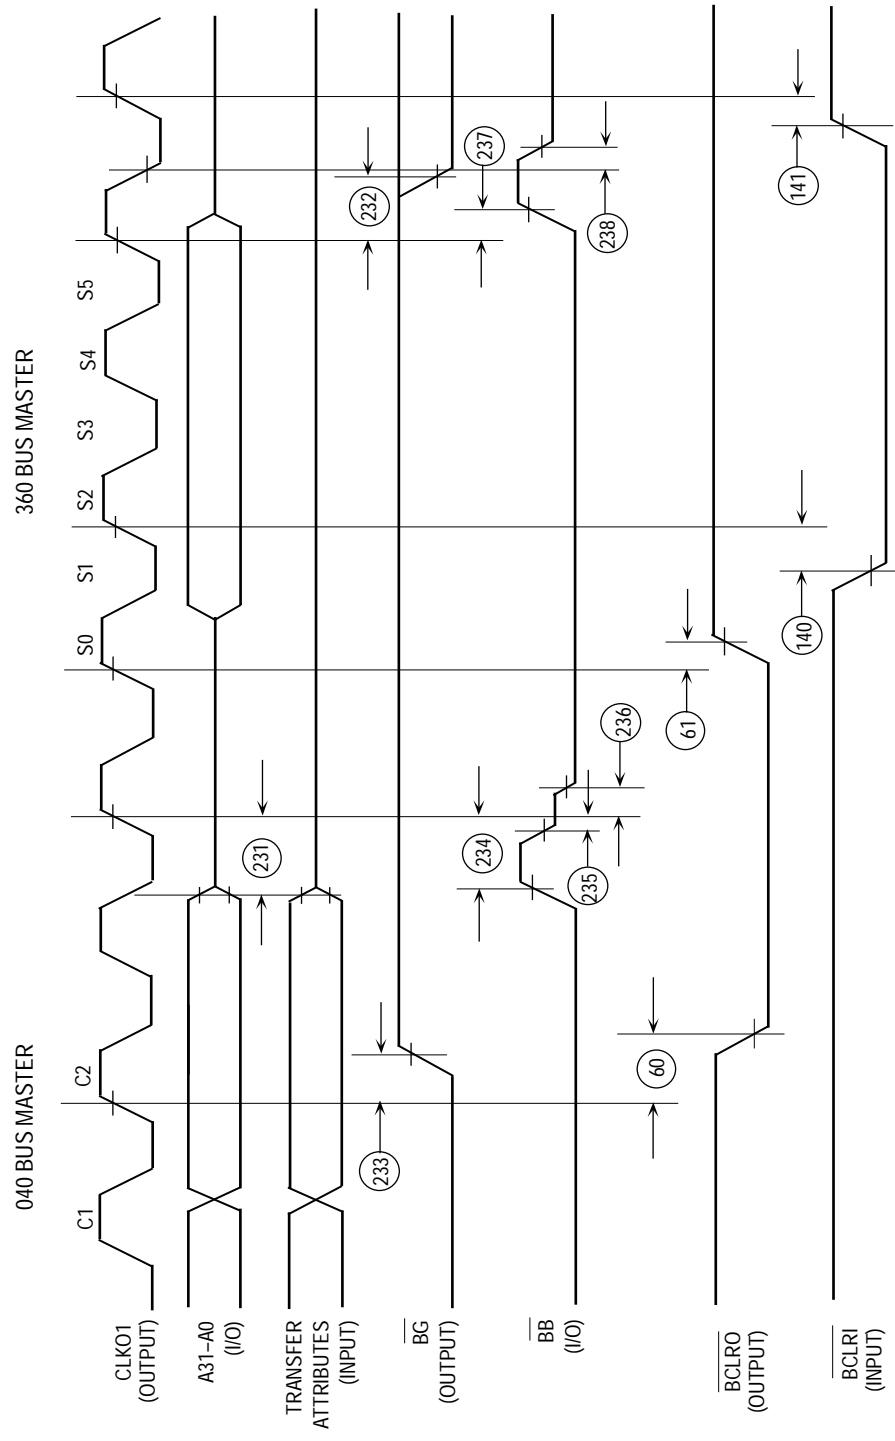 040 BUS MASTER
360 BUS MASTER
C1
C2
S0
S1
S2
S3
S4
S5
CLKO1
(OUTPUT)
A31–A0
(I/O)
231
TRANSFER
ATTRIBUTES
(INPUT)
BG
(OUTPUT)
233
232
237
BB
(I/O)
234
235
236
238
BCLRO
(OUTPUT)
60
61
BCLRI
(INPUT)
140
141